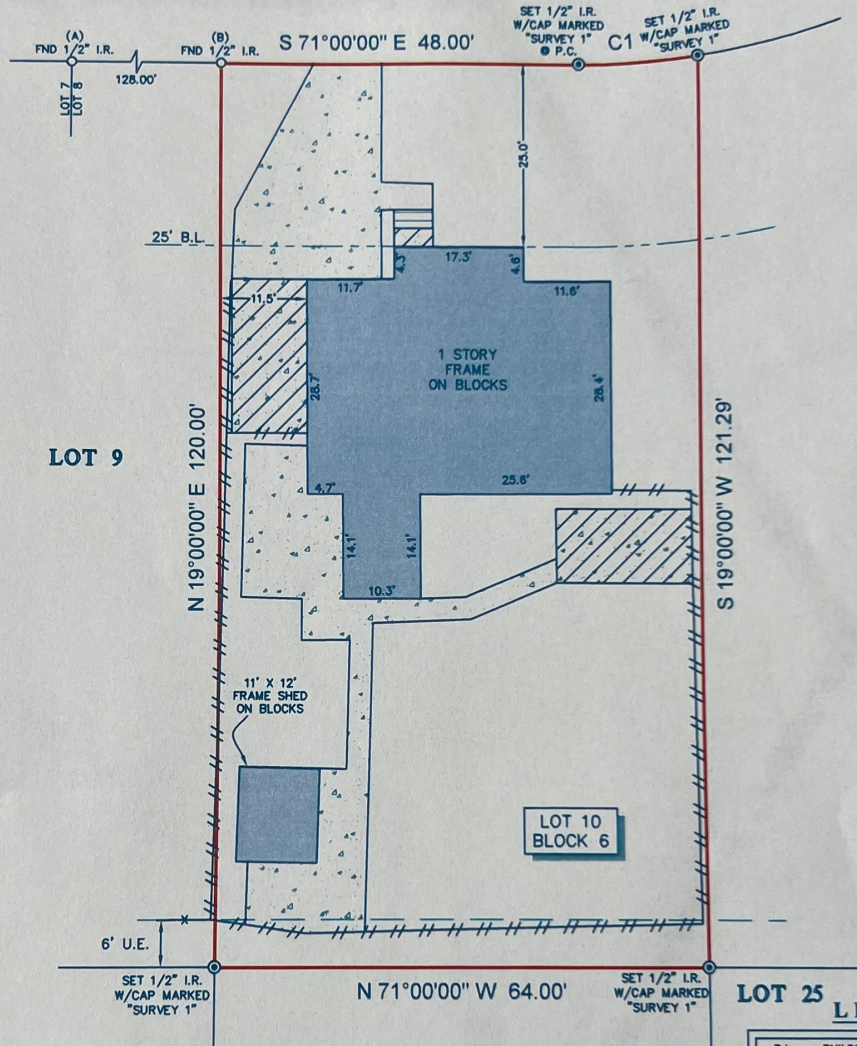 (A)
FND 1/2" I.R.
128.00'
LOT 7
LOT 8
(B)
FND 1/2" I.R.
S 71°00'00" E 48.00'
SET 1/2" I.R.
W/CAP MARKED
"SURVEY 1"
@ P.C.
C1
SET 1/2" I.R.
W/CAP MARKED
"SURVEY 1"
25.0'
25' B.L.
4.3'
17.3'
4.6'
11.5'
11.7'
11.6'
1 STORY
FRAME
ON BLOCKS
28.7'
28.4'
LOT 9
N 19°00'00" E 120.00'
S 19°00'00" W 121.29'
4.7'
25.6'
14.1'
14.1'
10.3'
11' X 12'
FRAME SHED
ON BLOCKS
LOT 10
BLOCK 6
6' U.E.
SET 1/2" I.R.
W/CAP MARKED
"SURVEY 1"
N 71°00'00" W 64.00'
SET 1/2" I.R.
W/CAP MARKED
"SURVEY 1"
LOT 25